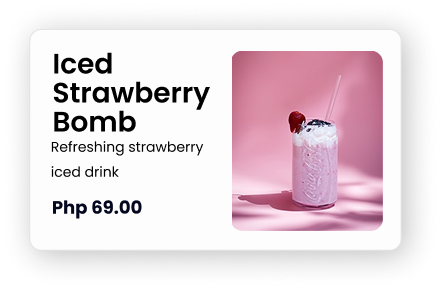 Iced
Strawberry
Bomb
Refreshing strawberry
iced drink
Php 69.00